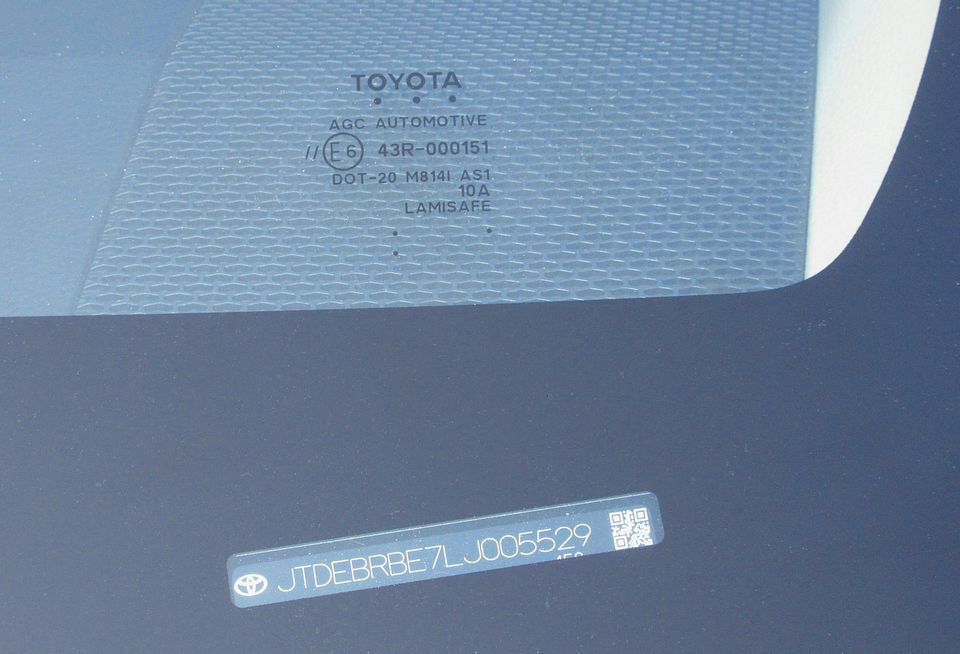 TOYOTA
AGC AUTOMOTIVE
// E6 43R-000151
DOT-20 M814I AS1
10A
LAMISAFE
JTDEBRBE7LJ005529